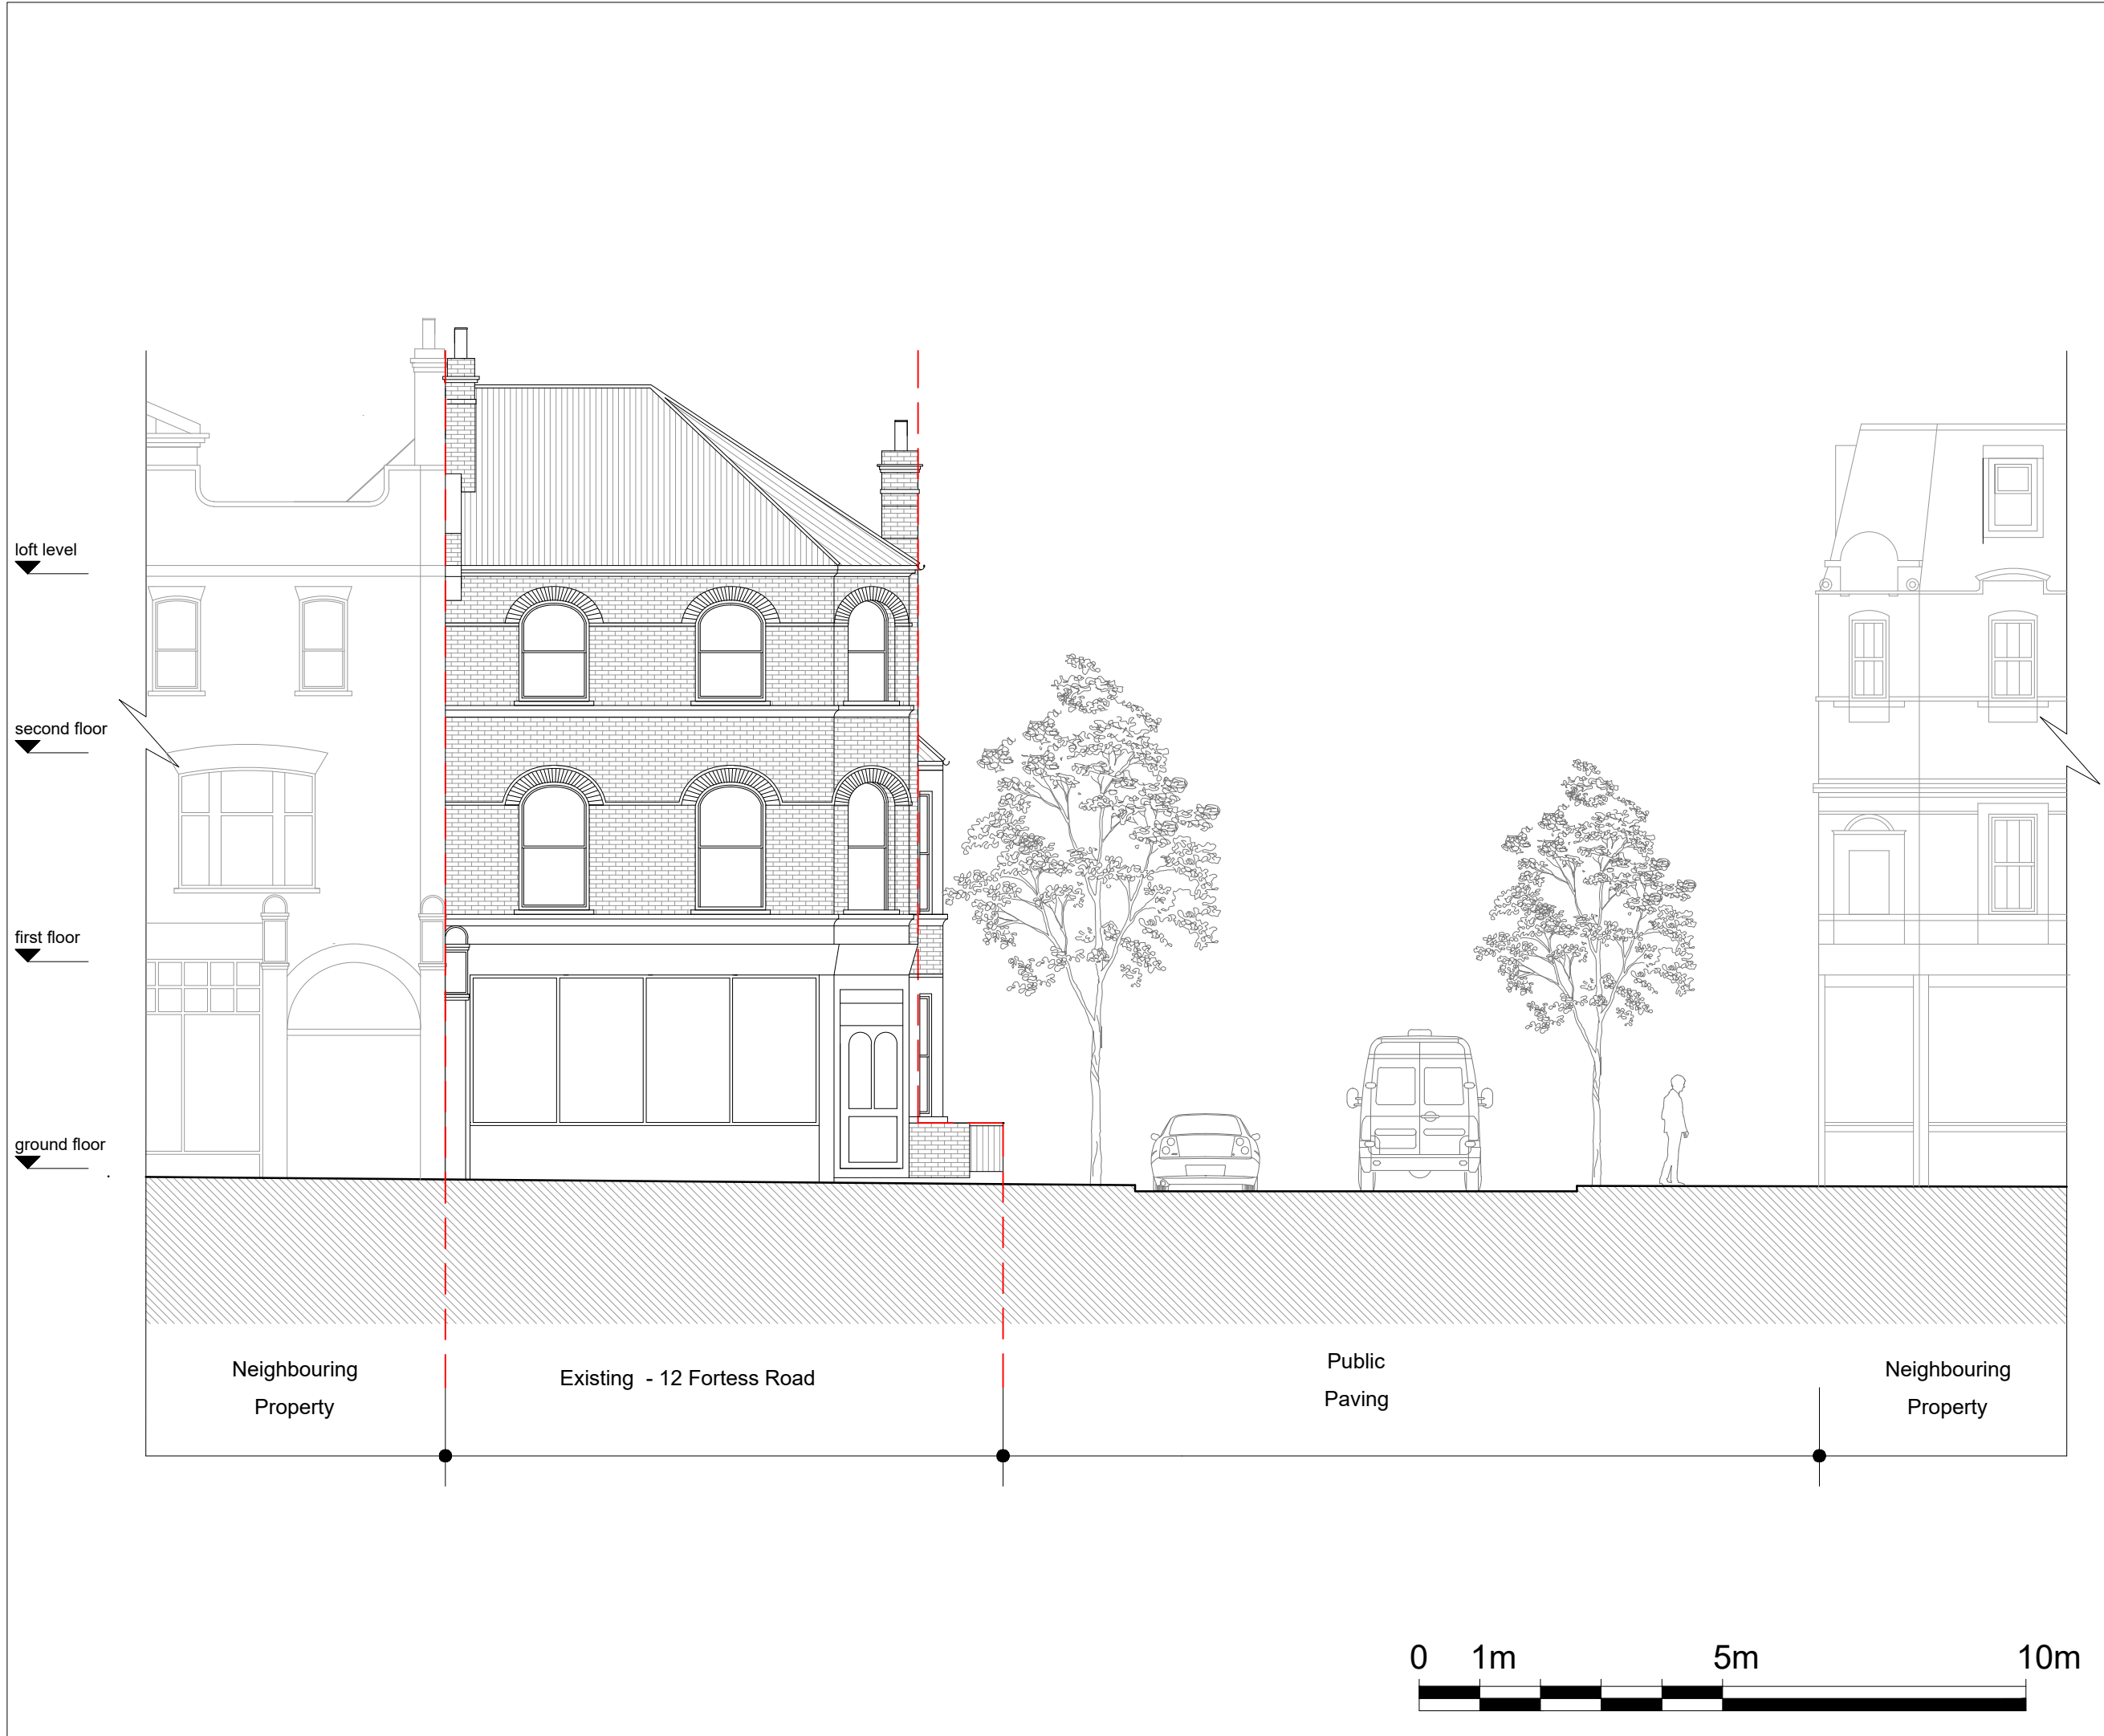 loft level
second floor
first floor
ground floor
Neighbouring
Property
Existing - 12 Fortess Road
Public
Paving
Neighbouring
Property
0 1m 5m 10m